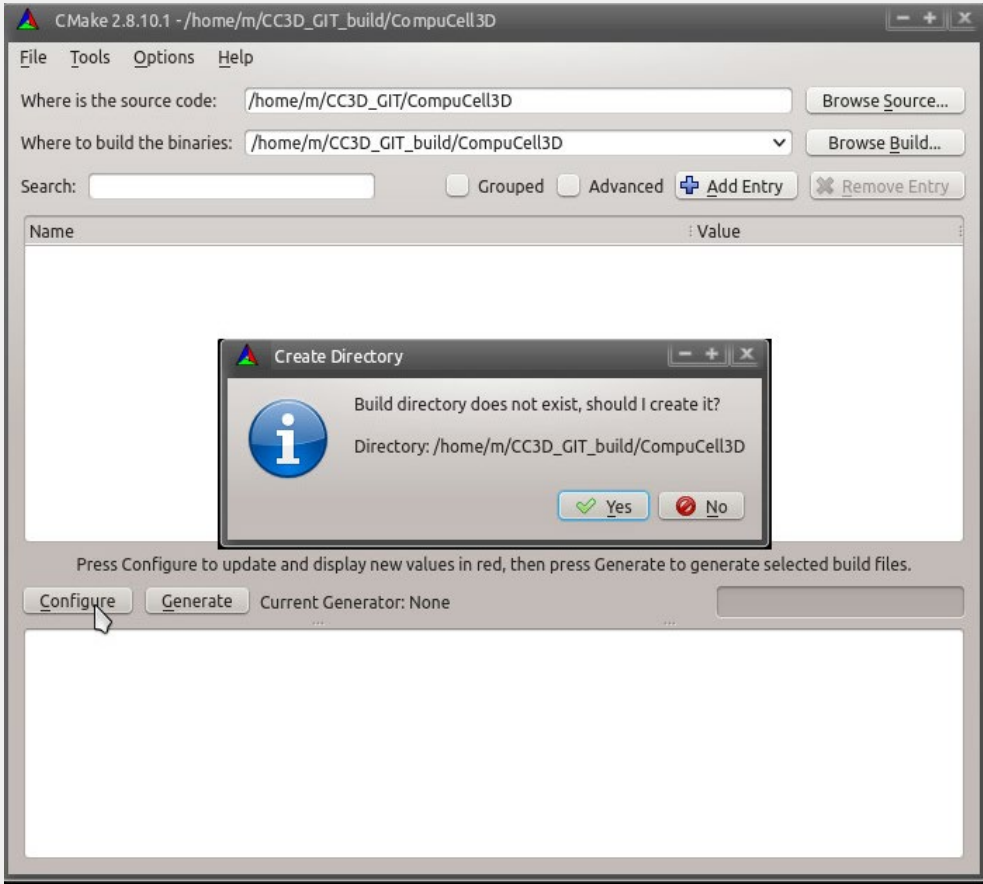 CMake 2.8.10.1 - /home/m/CC3D_GIT_build/CompuCell3D
File Tools Options Help
Where is the source code: /home/m/CC3D_GIT/CompuCell3D Browse Source...
Where to build the binaries: /home/m/CC3D_GIT_build/CompuCell3D Browse Build...
Search: Grouped Advanced Add Entry Remove Entry
Name Value
Create Directory
Build directory does not exist, should I create it?
Directory: /home/m/CC3D_GIT_build/CompuCell3D
Yes No
Press Configure to update and display new values in red, then press Generate to generate selected build files.
Configure Generate Current Generator: None